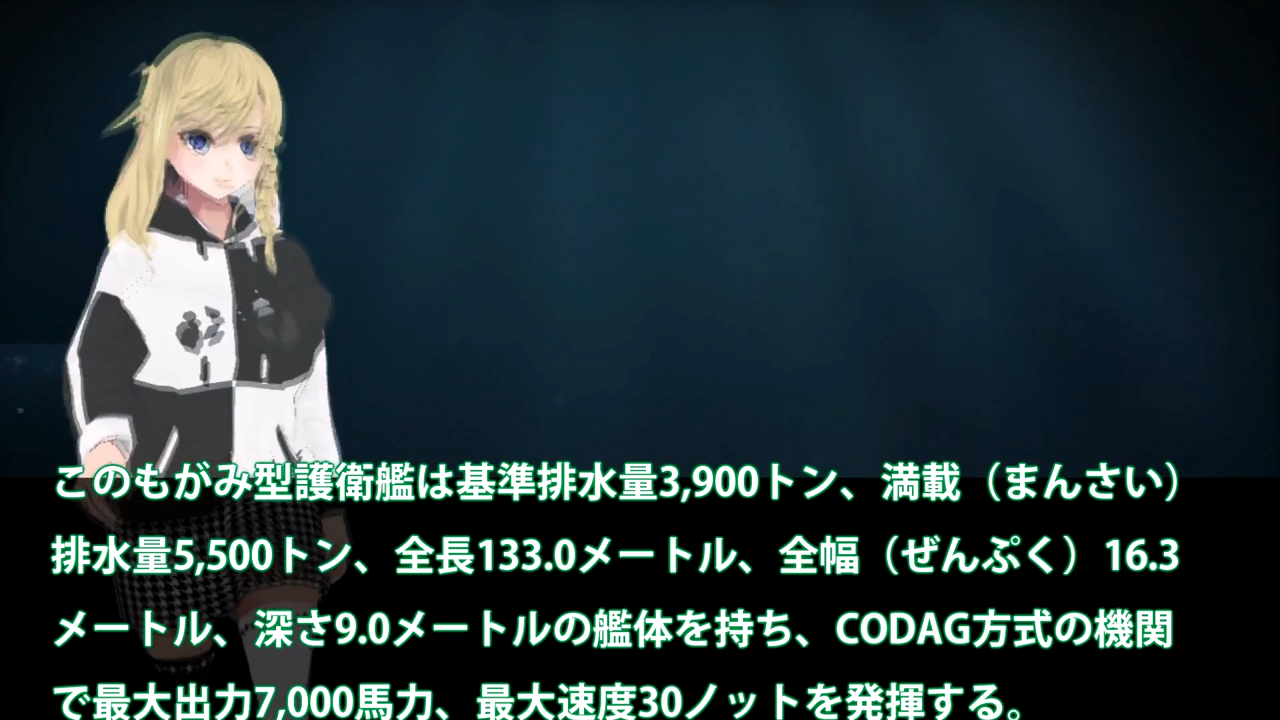 このもがみ型護衛艦は基準排水量3,900トン、満載（まんさい）
排水量5,500トン、全長133.0メートル、全幅（ぜんぷく）16.3
メートル、深さ9.0メートルの艦体を持ち、CODAG方式の機関
で最大出力7,000馬力、最大速度30ノットを発揮する。